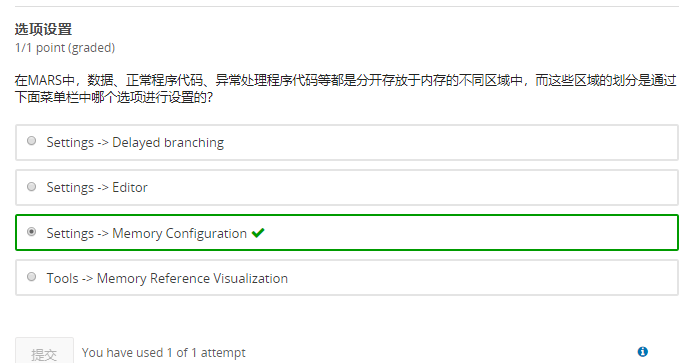 选项设置
1/1 point (graded)
在MARS中，数据、正常程序代码、异常处理程序代码等都是分开存放于内存的不同区域中，而这些区域的划分是通过
下面菜单栏中哪个选项进行设置的？
Settings -> Delayed branching
Settings -> Editor
Settings -> Memory Configuration
Tools -> Memory Reference Visualization
提交
You have used 1 of 1 attempt